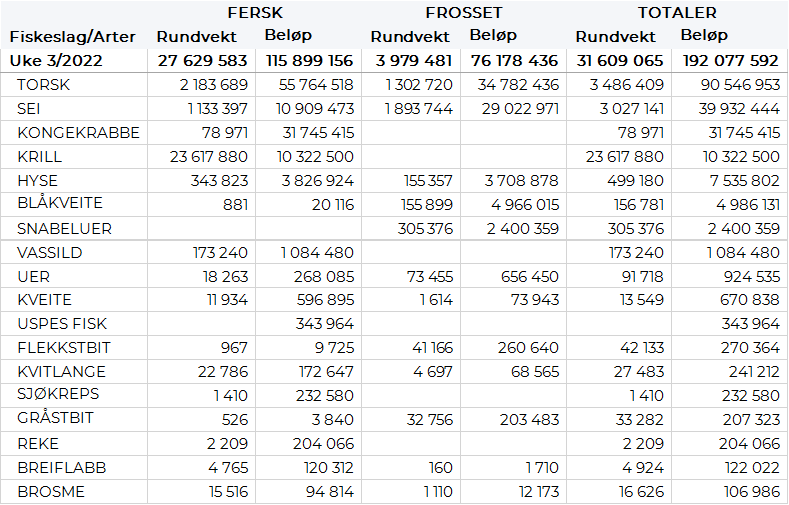 FERSK FROSSET TOTALER
Fiskeslag/Arter Rundvekt Beløp Rundvekt Beløp Rundvekt Beløp
Uke 3/2022 27 629 583 115 899 156 3 979 481 76 178 436 31 609 065 192 077 592
TORSK 2 183 689 55 764 518 1 302 720 34 782 436 3 486 409 90 546 953
SEI 1 133 397 10 909 473 1 893 744 29 022 971 3 027 141 39 932 444
KONGEKRABBE 78 971 31 745 415 78 971 31 745 415
KRILL 23 617 880 10 322 500 23 617 880 10 322 500
HYSE 343 823 3 826 924 155 357 3 708 878 499 180 7 535 802
BLÅKVEITE 881 20 116 155 899 4 966 015 156 781 4 986 131
SNABELUER 305 376 2 400 359 305 376 2 400 359
VASSILD 173 240 1 084 480 173 240 1 084 480
UER 18 263 268 085 73 455 656 450 91 718 924 535
KVEITE 11 934 596 895 1 614 73 943 13 549 670 838
USPES FISK 343 964 343 964
FLEKKSTBIT 967 9 725 41 166 260 640 42 133 270 364
KVITLANGE 22 786 172 647 4 697 68 565 27 483 241 212
SJØKREPS 1 410 232 580 1 410 232 580
GRÅSTBIT 526 3 840 32 756 203 483 33 282 207 323
REKE 2 209 204 066 2 209 204 066
BREIFLABB 4 765 120 312 160 1 710 4 924 122 022
BROSME 15 516 94 814 1 110 12 173 16 626 106 986